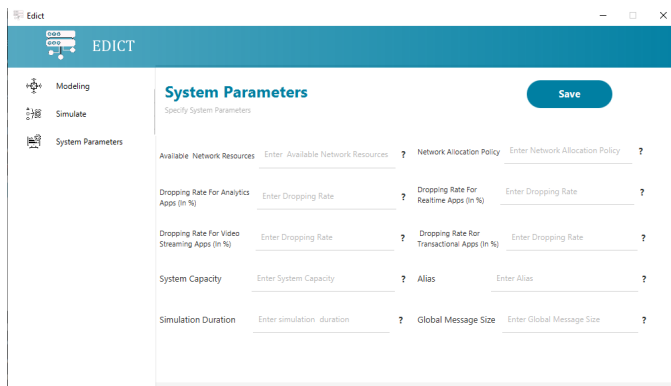 Edict
EDICT
Modeling
Simulate
System Parameters
System Parameters
Specify System Parameters
Save
Available Network Resources Enter Available Network Resources ?
Network Allocation Policy Enter Network Allocation Policy ?
Dropping Rate For Analytics
Apps (In %)
Enter Dropping Rate ?
Dropping Rate For
Realtime Apps (In %)
Enter Dropping Rate ?
Dropping Rate For Video
Streaming Apps (In %)
Enter Dropping Rate ?
Dropping Rate Ror
Transactional Apps (In %)
Enter Dropping Rate ?
System Capacity Enter System Capacity ?
Alias Enter Alias ?
Simulation Duration Enter simulation duration ?
Global Message Size Enter Global Message Size ?